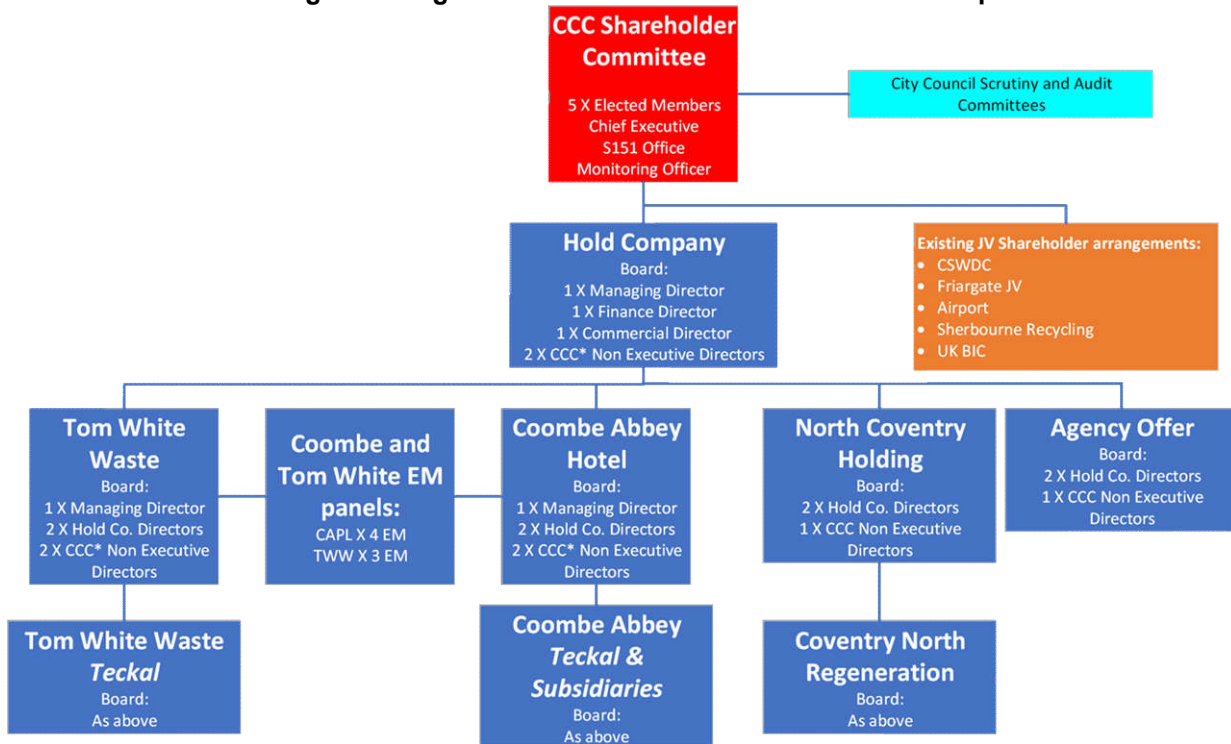 CCC Shareholder
Committee
5 X Elected Members
Chief Executive
S151 Office
Monitoring Officer
City Council Scrutiny and Audit
Committees
Hold Company
Board:
1 X Managing Director
1 X Finance Director
1 X Commercial Director
2 X CCC* Non Executive Directors
Existing JV Shareholder arrangements:
• CSWDC
• Friargate JV
• Airport
• Sherbourne Recycling
• UK BIC
Tom White
Waste
Board:
1 X Managing Director
2 X Hold Co. Directors
2 X CCC* Non Executive
Directors
Coombe and
Tom White EM
panels:
CAPL X 4 EM
TWW X 3 EM
Coombe Abbey
Hotel
Board:
1 X Managing Director
2 X Hold Co. Directors
2 X CCC* Non Executive
Directors
North Coventry
Holding
Board:
2 X Hold Co. Directors
1 X CCC Non Executive
Directors
Agency Offer
Board:
2 X Hold Co. Directors
1 X CCC Non Executive
Directors
Tom White Waste
Teckal
Board:
As above
Coombe Abbey
Teckal &
Subsidiaries
Board:
As above
Coventry North
Regeneration
Board:
As above